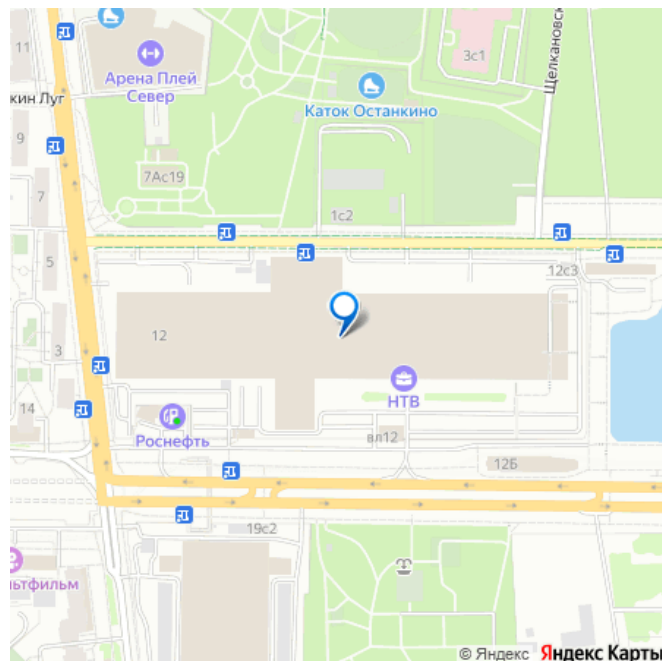 11
3с1
Щелкановск
Арена Плей
Север
Каток Останкино
кин Луг
9
7Ас19
7
1с2
5
12с3
12
3
НТВ
14
Роснефть
вл12
12Б
19с2
льтфильм
© Яндекс Яндекс Карты